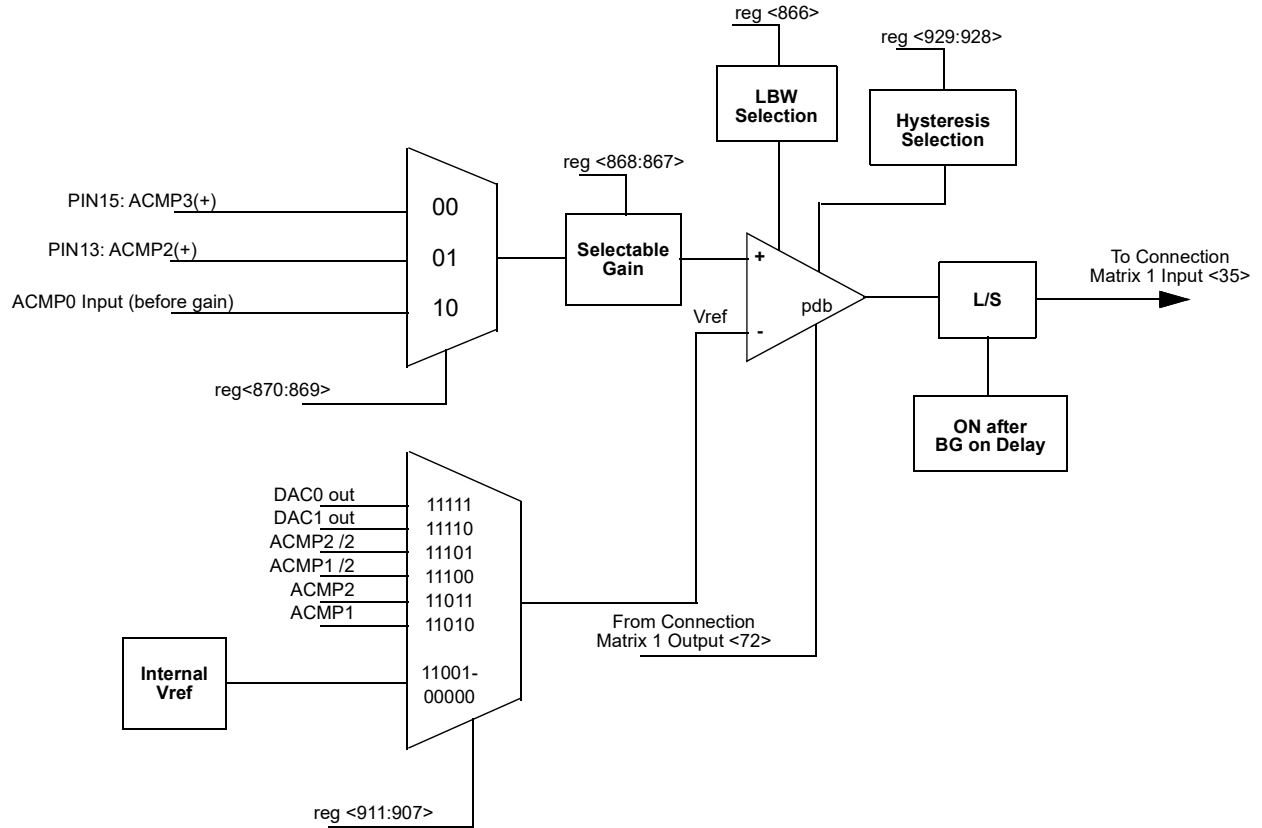 reg <866>
reg <929:928>
LBW
Selection
Hysteresis
Selection
reg <868:867>
PIN15: ACMP3(+)
00
PIN13: ACMP2(+)
01
ACMP0 Input (before gain)
10
Selectable
Gain
+
pdb
-
Vref
L/S
To Connection
Matrix 1 Input <35>
reg<870:869>
ON after
BG on Delay
DAC0 out
11111
DAC1 out
11110
ACMP2 /2
11101
ACMP1 /2
11100
ACMP2
11011
ACMP1
11010
From Connection
Matrix 1 Output <72>
Internal
Vref
11001-
00000
reg <911:907>